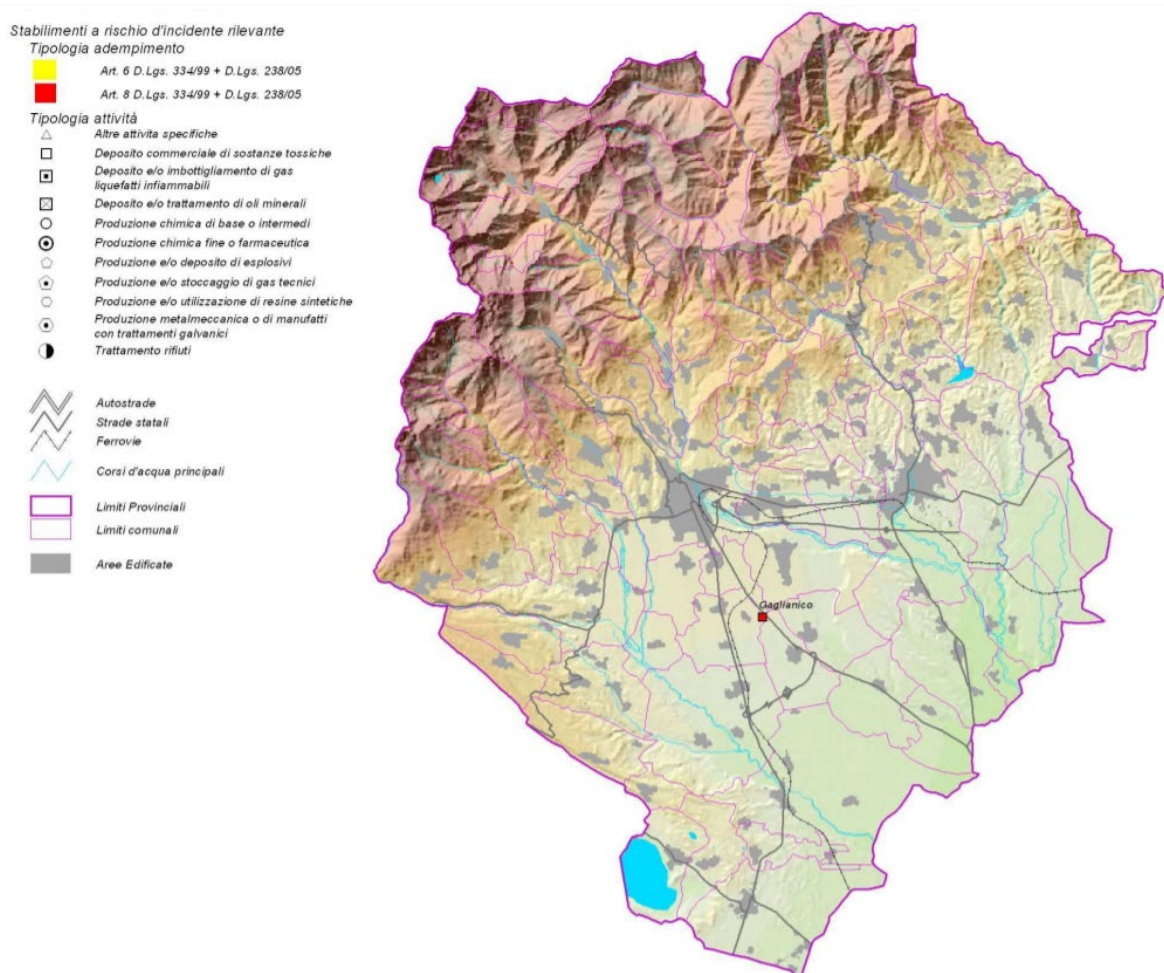 Stabilimenti a rischio d'incidente rilevante
Tipologia adempimento
Art. 6 D.Lgs. 334/99 + D.Lgs. 238/05
Art. 8 D.Lgs. 334/99 + D.Lgs. 238/05
Tipologia attività
Altre attivita specifiche
Deposito commerciale di sostanze tossiche
Deposito e/o imbottigliamento di gas
liquefatti infiammabili
Deposito e/o trattamento di oli minerali
Produzione chimica di base o intermedi
Produzione chimica fine o farmaceutica
Produzione e/o deposito di esplosivi
Produzione e/o stoccaggio di gas tecnici
Produzione e/o utilizzazione di resine sintetiche
Produzione metalmeccanica o di manufatti
con trattamenti galvanici
Trattamento rifiuti
Autostrade
Strade statali
Ferrovie
Corsi d'acqua principali
Limiti Provinciali
Limiti comunali
Aree Edificate
Gaglianico